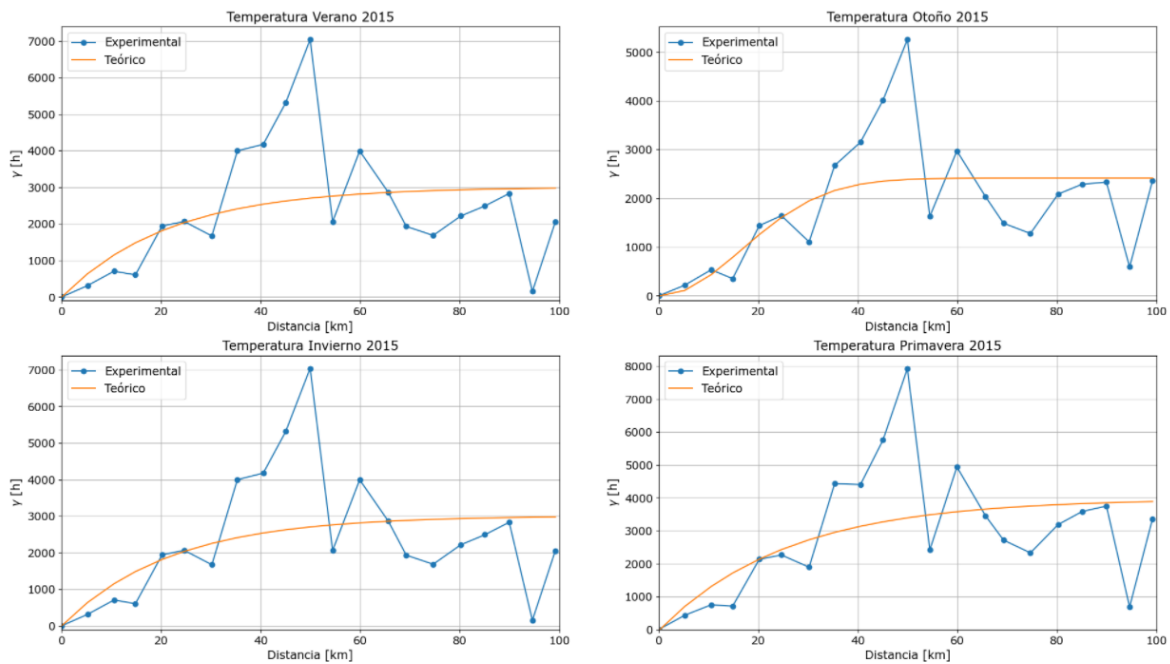 Temperatura Verano 2015
7000
6000
5000
4000
3000
2000
1000
0
γ [h]
Experimental
Teórico
0 20 40 60 80 100
Distancia [km]
Temperatura Otoño 2015
5000
4000
3000
2000
1000
0
γ [h]
Experimental
Teórico
0 20 40 60 80 100
Distancia [km]
Temperatura Invierno 2015
7000
6000
5000
4000
3000
2000
1000
0
γ [h]
Experimental
Teórico
0 20 40 60 80 100
Distancia [km]
Temperatura Primavera 2015
8000
7000
6000
5000
4000
3000
2000
1000
0
γ [h]
Experimental
Teórico
0 20 40 60 80 100
Distancia [km]